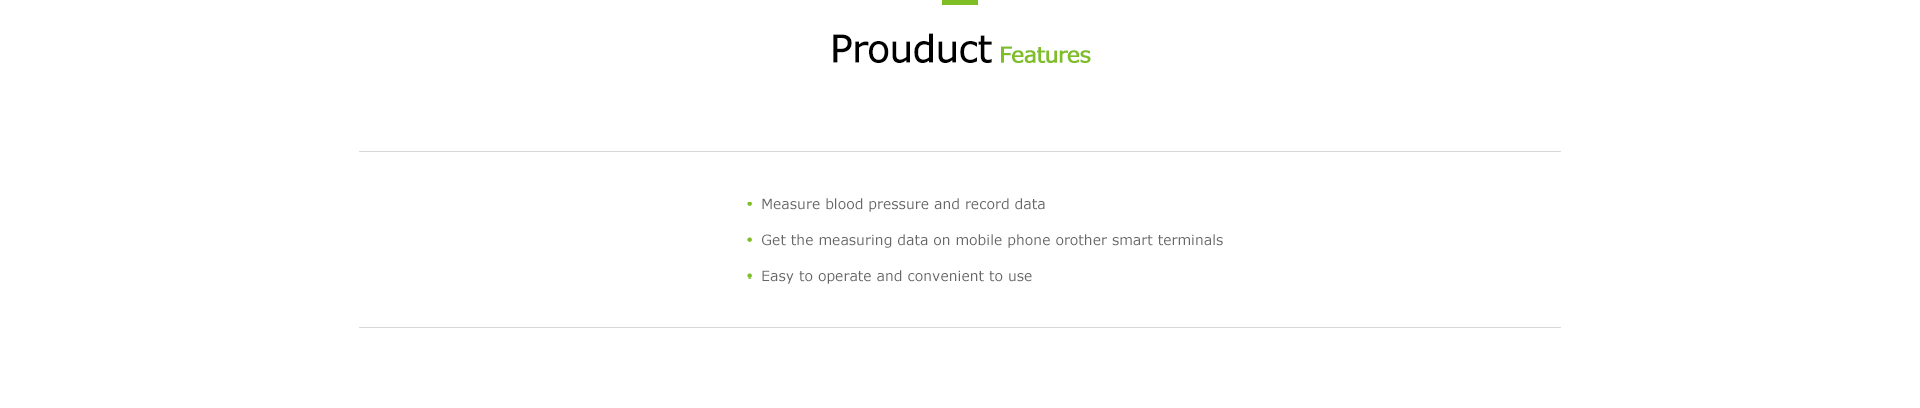 Prouduct Features
• Measure blood pressure and record data
• Get the measuring data on mobile phone orother smart terminals
• Easy to operate and convenient to use